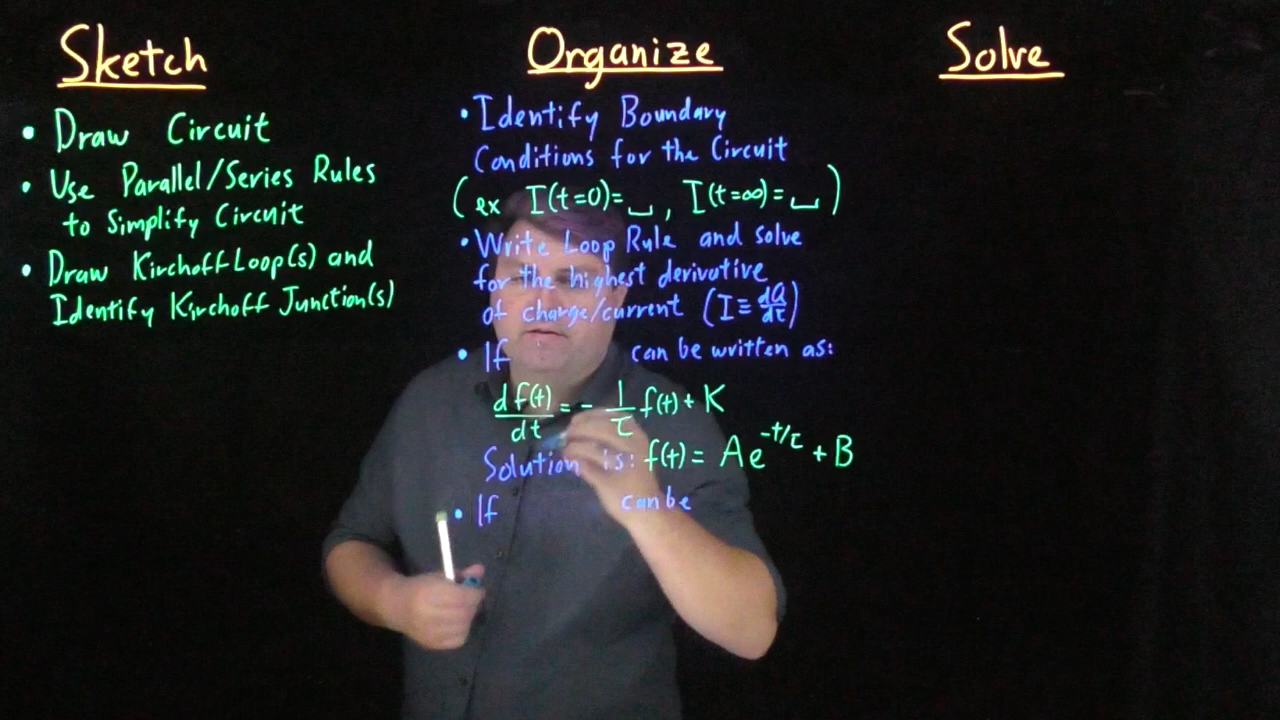 Sketch
• Draw Circuit
• Use Parallel/Series Rules
to Simplify Circuit
• Draw Kirchoff Loop(s) and
Identify Kirchoff Junction(s)
Organize
• Identify Boundary
Conditions for the Circuit
(ex I(t=0)=␣, I(t=∞)=␣)
• Write Loop Rule and solve
for the highest derivative
of charge/current (I≡dQ/dt)
• If can be written as:
df(t)/dt = - 1/τ f(t) + K
Solution is: f(t) = Ae^(-t/τ) + B
• If can be
Solve